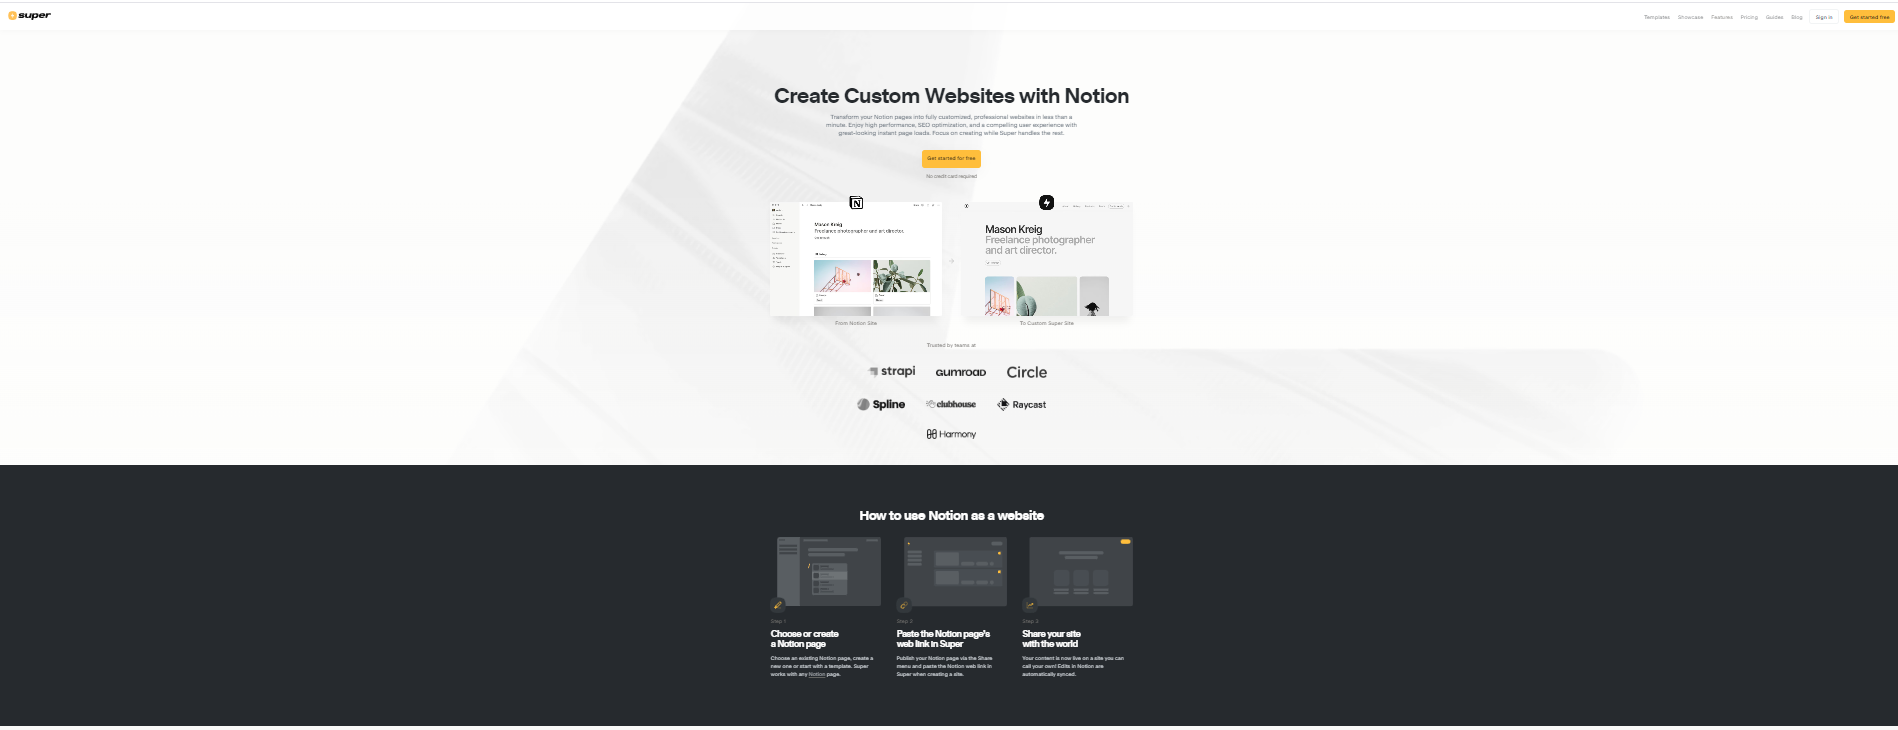 super
Templates Showcase Features Pricing Guides Blog Sign in Get started free
Create Custom Websites with Notion
Transform your Notion pages into fully customized, professional websites in less than a
minute. Enjoy high performance, SEO optimization, and a compelling user experience with
great-looking instant page loads. Focus on creating while Super handles the rest.
Get started for free
No credit card required
Mason Kreig
Freelance photographer and art director.
Mason Kreig
Freelance photographer
and art director.
From Notion Site
To Custom Super Site
Trusted by teams at
strapi GUMROAD Circle
Spline clubhouse Raycast
Harmony
How to use Notion as a website
Step 1
Choose or create
a Notion page
Choose an existing Notion page, create a
new one or start with a template. Super
works with any Notion page.
Step 2
Paste the Notion page's
web link in Super
Publish your Notion page via the Share
menu and paste the Notion web link in
Super when creating a site.
Step 3
Share your site
with the world
Your content is now live on a site you can
call your own! Edits in Notion are
automatically synced.